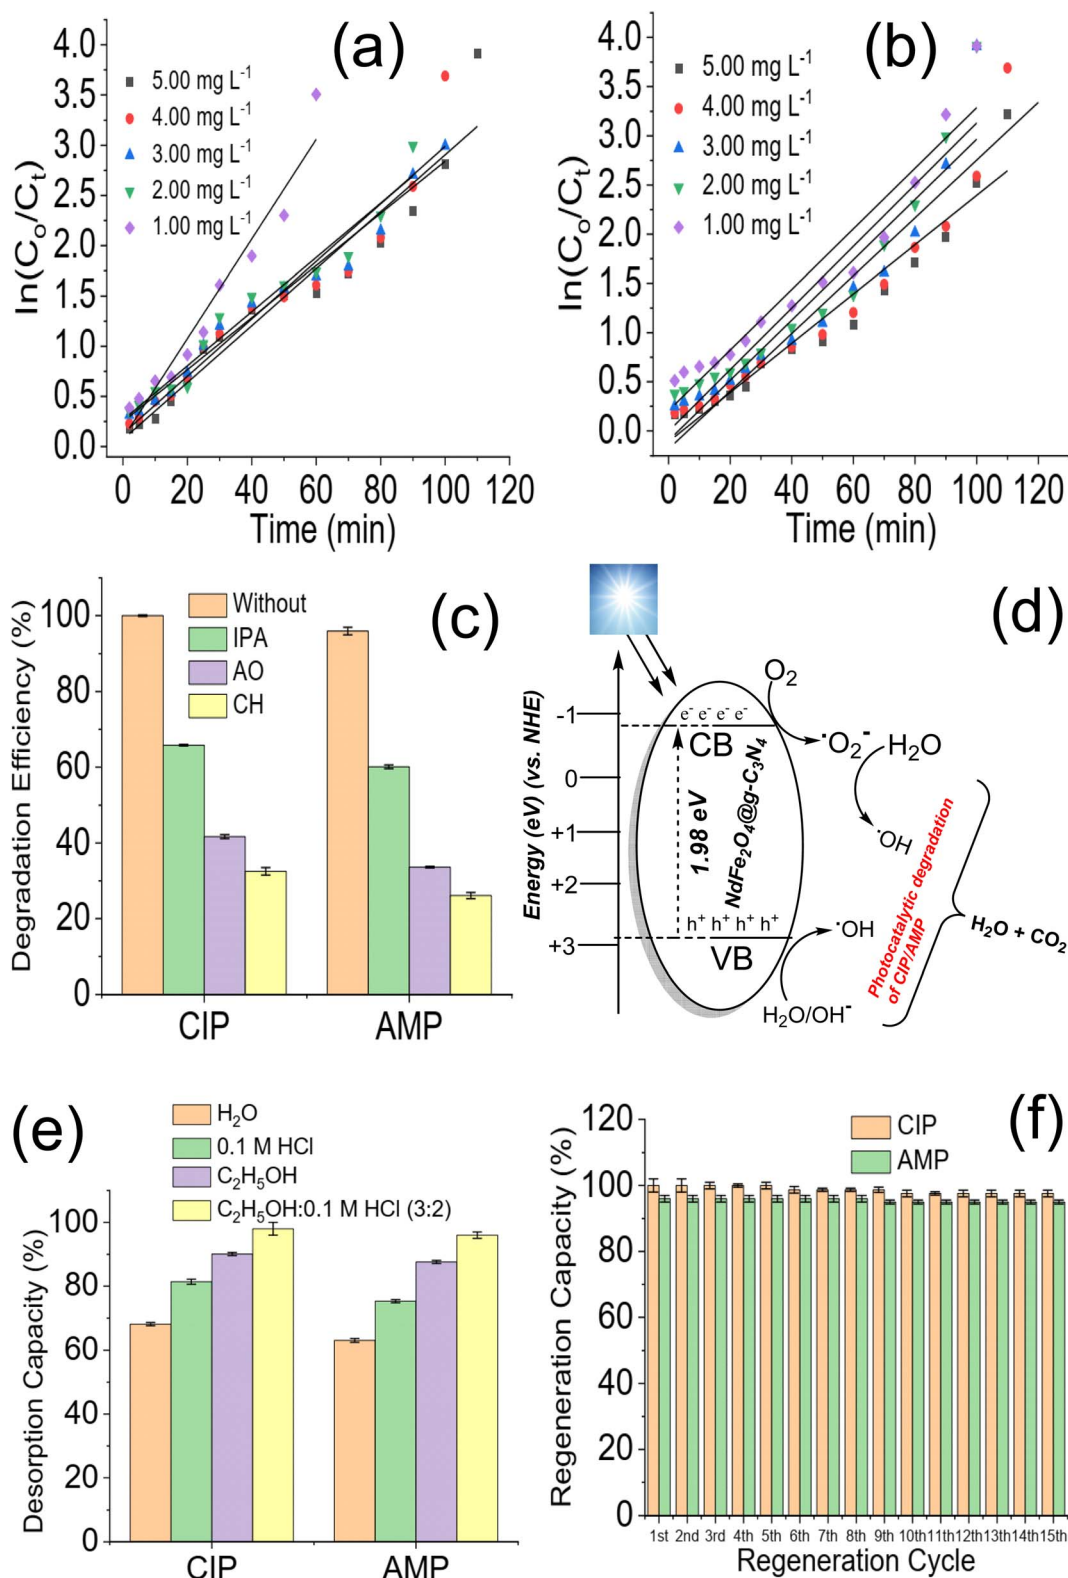 (a)
ln(Cₒ/Cₜ)
4.0
3.5
3.0
2.5
2.0
1.5
1.0
0.5
0.0
5.00 mg L⁻¹
4.00 mg L⁻¹
3.00 mg L⁻¹
2.00 mg L⁻¹
1.00 mg L⁻¹
0 20 40 60 80 100 120
Time (min)
(b)
ln(Cₒ/Cₜ)
4.0
3.5
3.0
2.5
2.0
1.5
1.0
0.5
0.0
5.00 mg L⁻¹
4.00 mg L⁻¹
3.00 mg L⁻¹
2.00 mg L⁻¹
1.00 mg L⁻¹
0 20 40 60 80 100 120
Time (min)
(c)
Degradation Efficiency (%)
100
80
60
40
20
0
Without
IPA
AO
CH
CIP AMP
(d)
Energy (eV) (vs. NHE)
-1
0
+1
+2
+3
e⁻ e⁻ e⁻ e⁻
CB
1.98 eV
NdFe₂O₄@g-C₃N₄
h⁺ h⁺ h⁺ h⁺
VB
O₂
·O₂⁻
H₂O
·OH
·OH
H₂O/OH⁻
Photocatalytic degradation
of CIP/AMP
H₂O + CO₂
(e)
Desorption Capacity (%)
100
80
60
40
20
0
H₂O
0.1 M HCl
C₂H₅OH
C₂H₅OH:0.1 M HCl (3:2)
CIP AMP
(f)
Regeneration Capacity (%)
120
100
80
60
40
20
0
CIP
AMP
1st 2nd 3rd 4th 5th 6th 7th 8th 9th 10th 11th 12th 13th 14th 15th
Regeneration Cycle